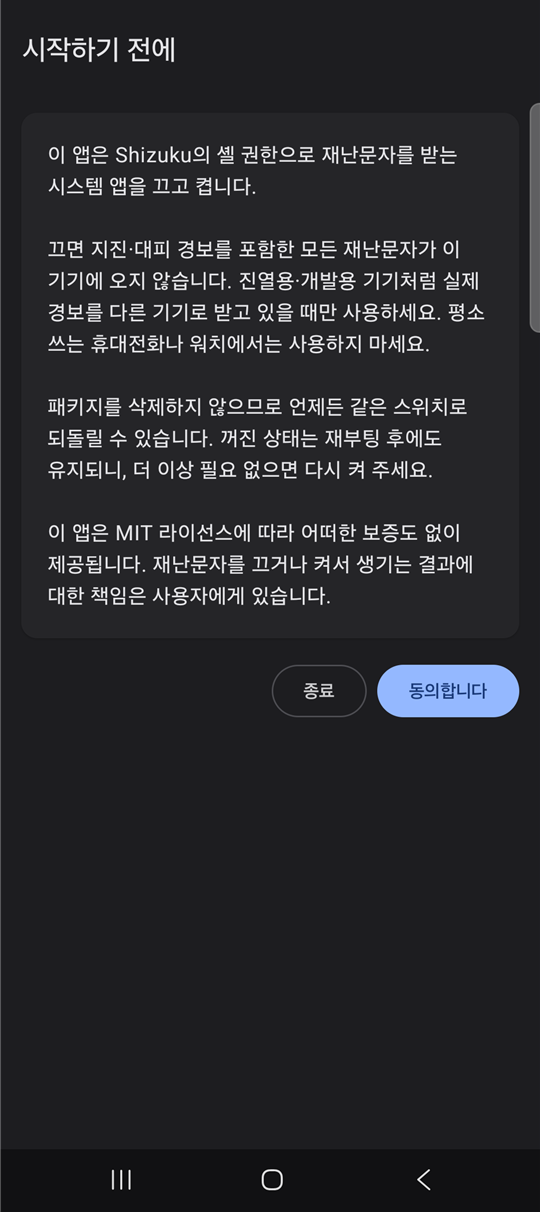 시작하기 전에
이 앱은 Shizuku의 셸 권한으로 재난문자를 받는
시스템 앱을 끄고 켭니다.
끄면 지진·대피 경보를 포함한 모든 재난문자가 이
기기에 오지 않습니다. 진열용·개발용 기기처럼 실제
경보를 다른 기기로 받고 있을 때만 사용하세요. 평소
쓰는 휴대전화나 워치에서는 사용하지 마세요.
패키지를 삭제하지 않으므로 언제든 같은 스위치로
되돌릴 수 있습니다. 꺼진 상태는 재부팅 후에도
유지되니, 더 이상 필요 없으면 다시 켜 주세요.
이 앱은 MIT 라이선스에 따라 어떠한 보증도 없이
제공됩니다. 재난문자를 끄거나 켜서 생기는 결과에
대한 책임은 사용자에게 있습니다.
종료
동의합니다